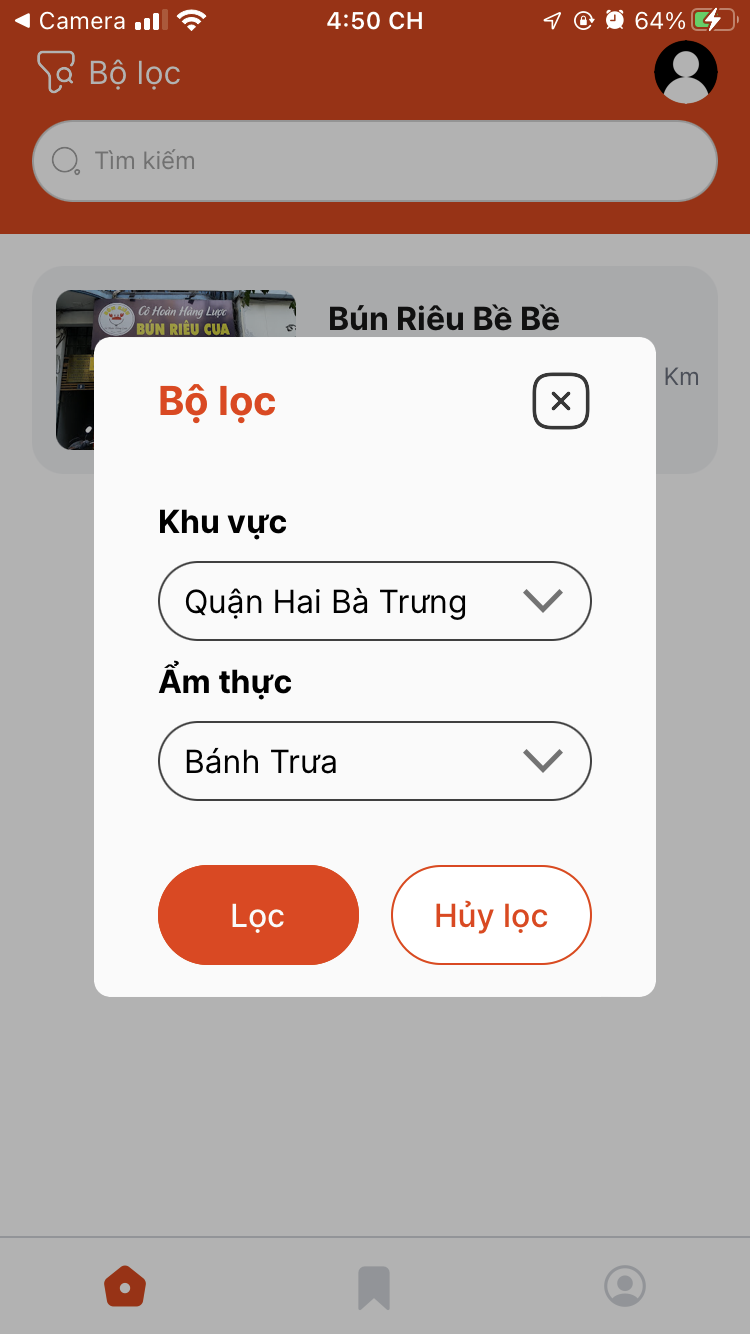 Camera
4:50 CH
64%
Bộ lọc
Tìm kiếm
Cô Hoàn Hàng Lược
BÚN RIÊU CUA
Bún Riêu Bề Bề
Km
Bộ lọc
Khu vực
Quận Hai Bà Trưng
Ẩm thực
Bánh Trưa
Lọc
Hủy lọc